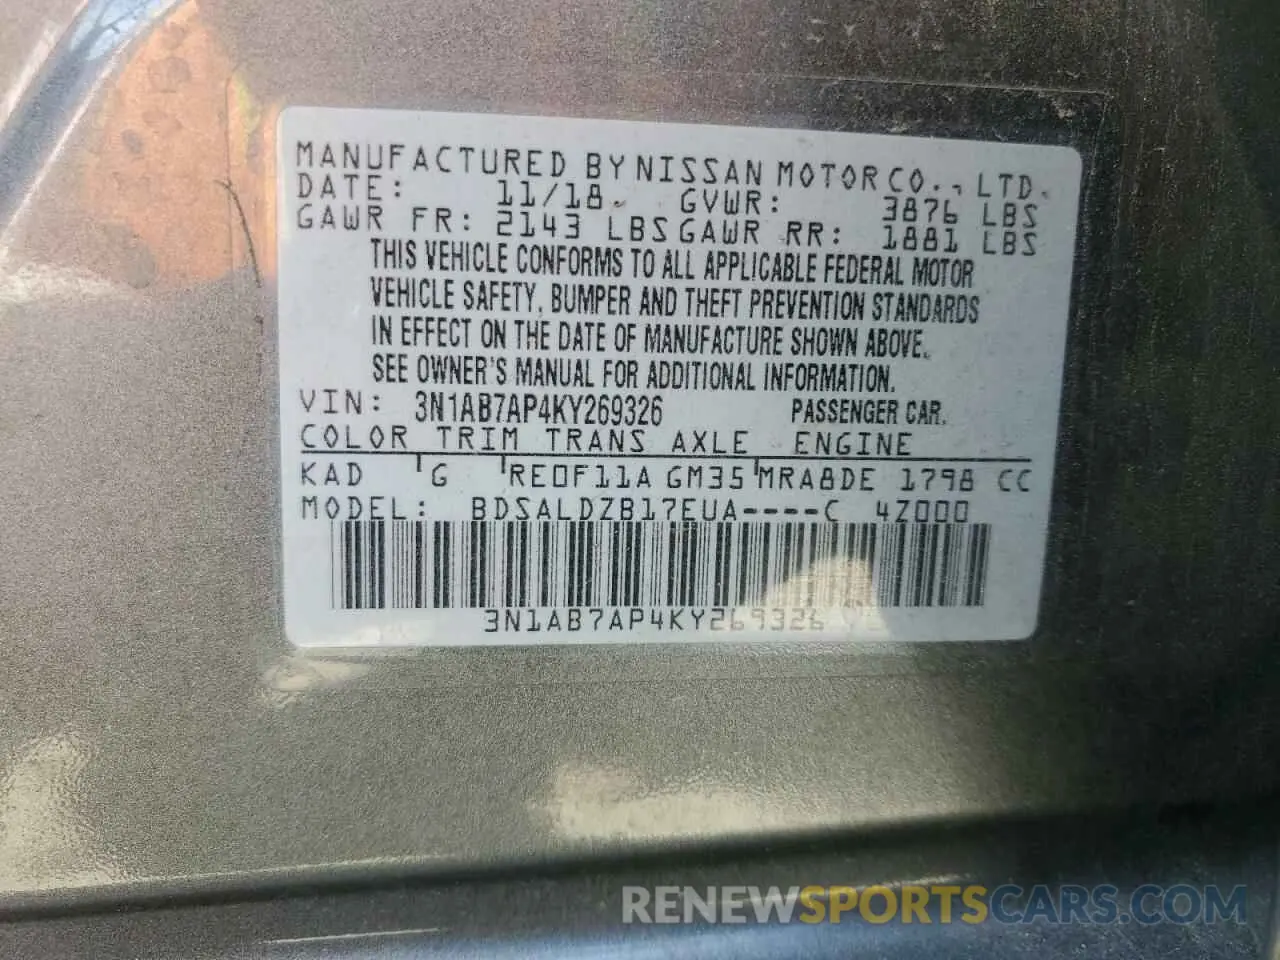 MANUFACTURED BY NISSAN MOTOR CO., LTD.
DATE: 11/18 GVWR: 3876 LBS
GAWR FR: 2143 LBS GAWR RR: 1881 LBS
THIS VEHICLE CONFORMS TO ALL APPLICABLE FEDERAL MOTOR
VEHICLE SAFETY, BUMPER AND THEFT PREVENTION STANDARDS
IN EFFECT ON THE DATE OF MANUFACTURE SHOWN ABOVE.
SEE OWNER'S MANUAL FOR ADDITIONAL INFORMATION.
VIN: 3N1AB7AP4KY269326 PASSENGER CAR.
COLOR TRIM TRANS AXLE ENGINE
KAD G RE0F11A GM35 MRA8DE 1798 CC
MODEL: BDSALDZB17EUA----C 4Z000
3N1AB7AP4KY269326
RENEWSPORTSCARS.COM